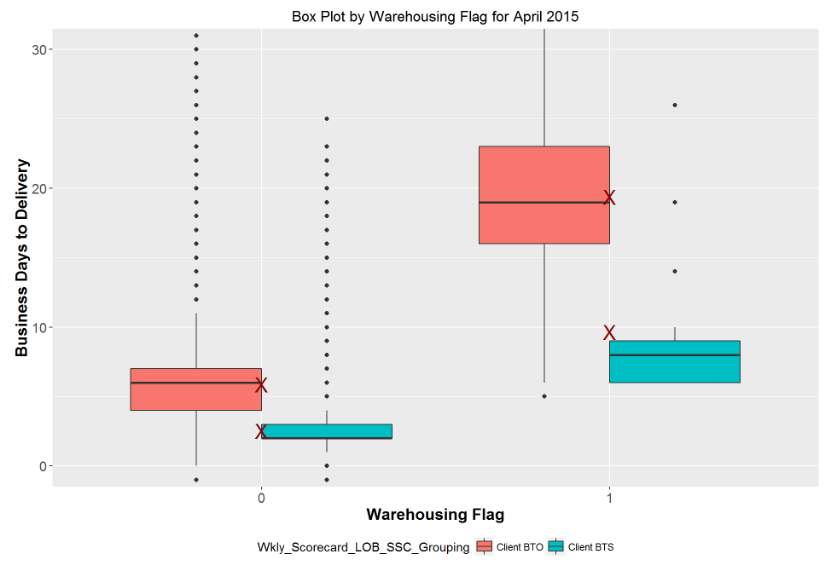 Box Plot by Warehousing Flag for April 2015
Business Days to Delivery
30
20
10
0
X
X
X
X
0
1
Warehousing Flag
Wkly_Scorecard_LOB_SSC_Grouping Client BTO Client BTS